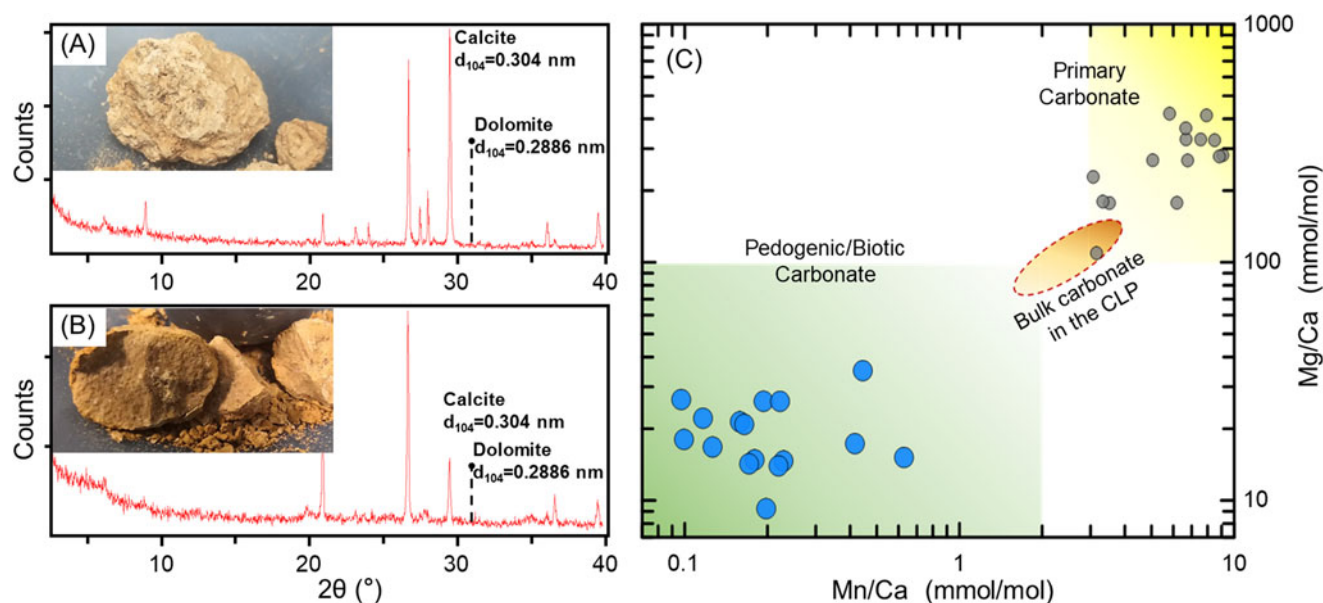 (A)
Calcite
d104=0.304 nm
Dolomite
d104=0.2886 nm
Counts
10
20
30
40
(B)
Calcite
d104=0.304 nm
Dolomite
d104=0.2886 nm
Counts
10
20
30
40
2θ (°)
(C)
Primary
Carbonate
Pedogenic/Biotic
Carbonate
Bulk carbonate
in the CLP
1000
100
10
Mg/Ca (mmol/mol)
0.1
1
10
Mn/Ca (mmol/mol)